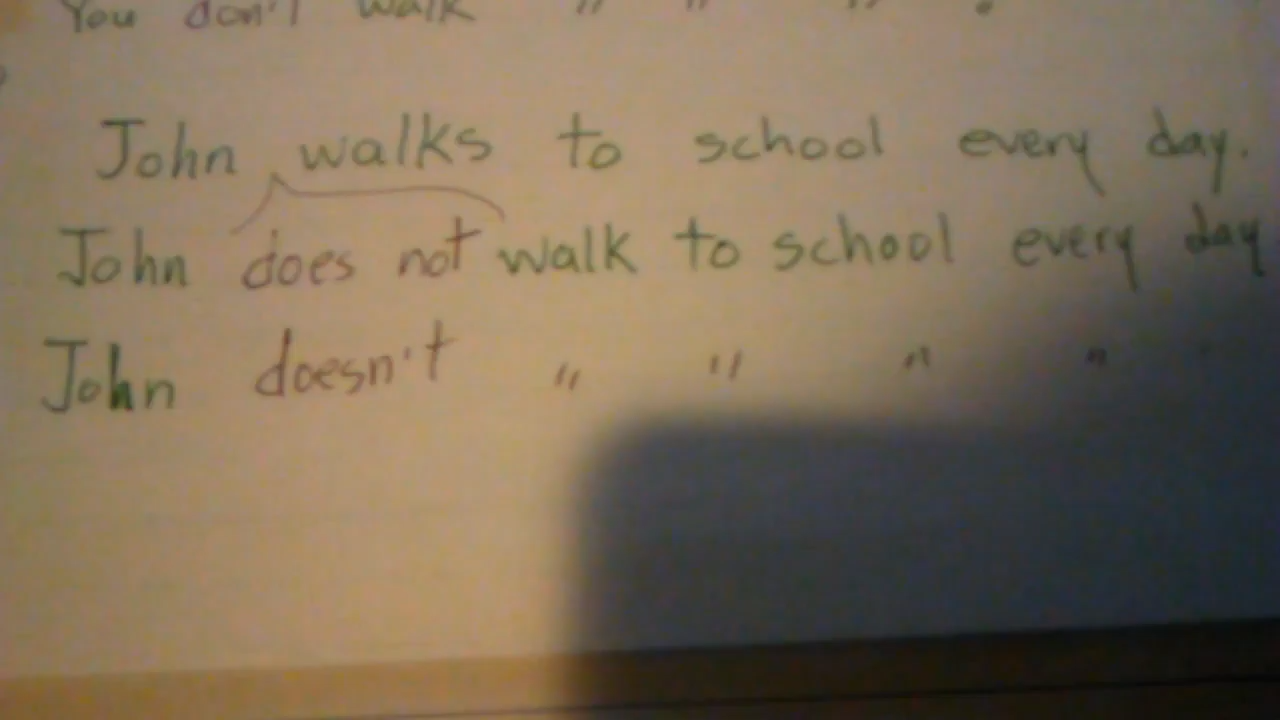 You don't walk " " " .
John walks to school every day.
John does not walk to school every day
John doesn't " " " "